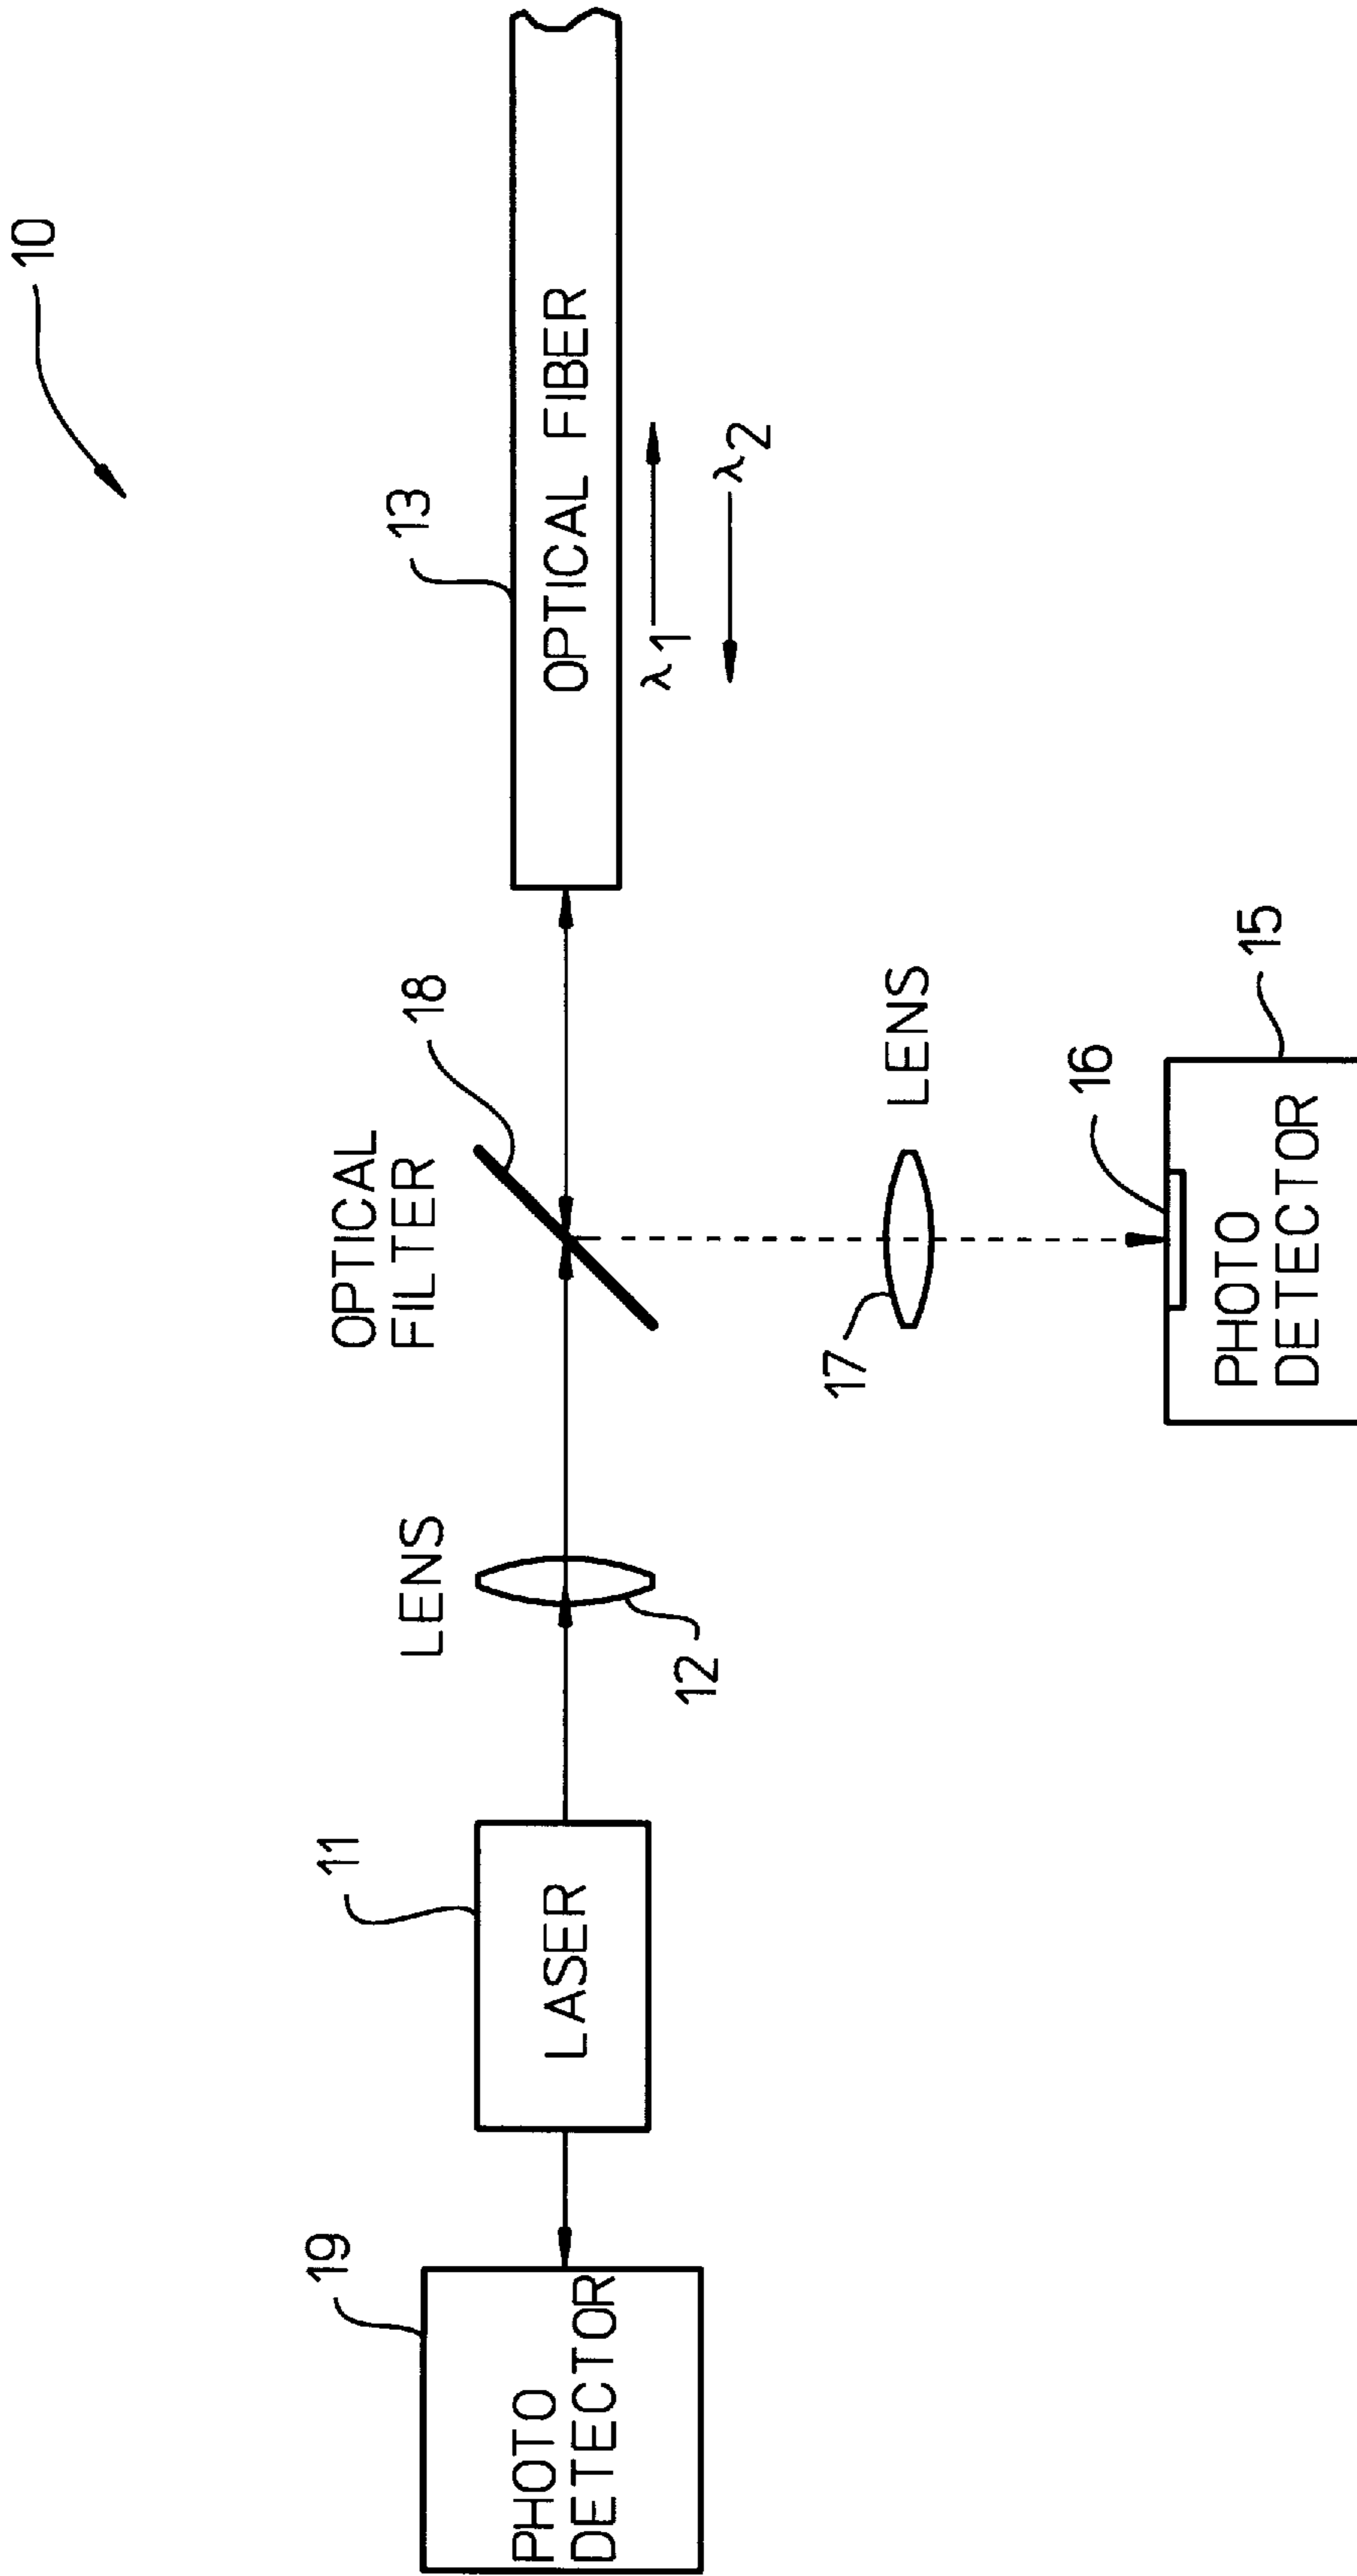 10
13
OPTICAL FIBER
λ1
λ2
OPTICAL
FILTER
18
LENS
12
LENS
17
16
15
PHOTO
DETECTOR
11
LASER
19
PHOTO
DETECTOR